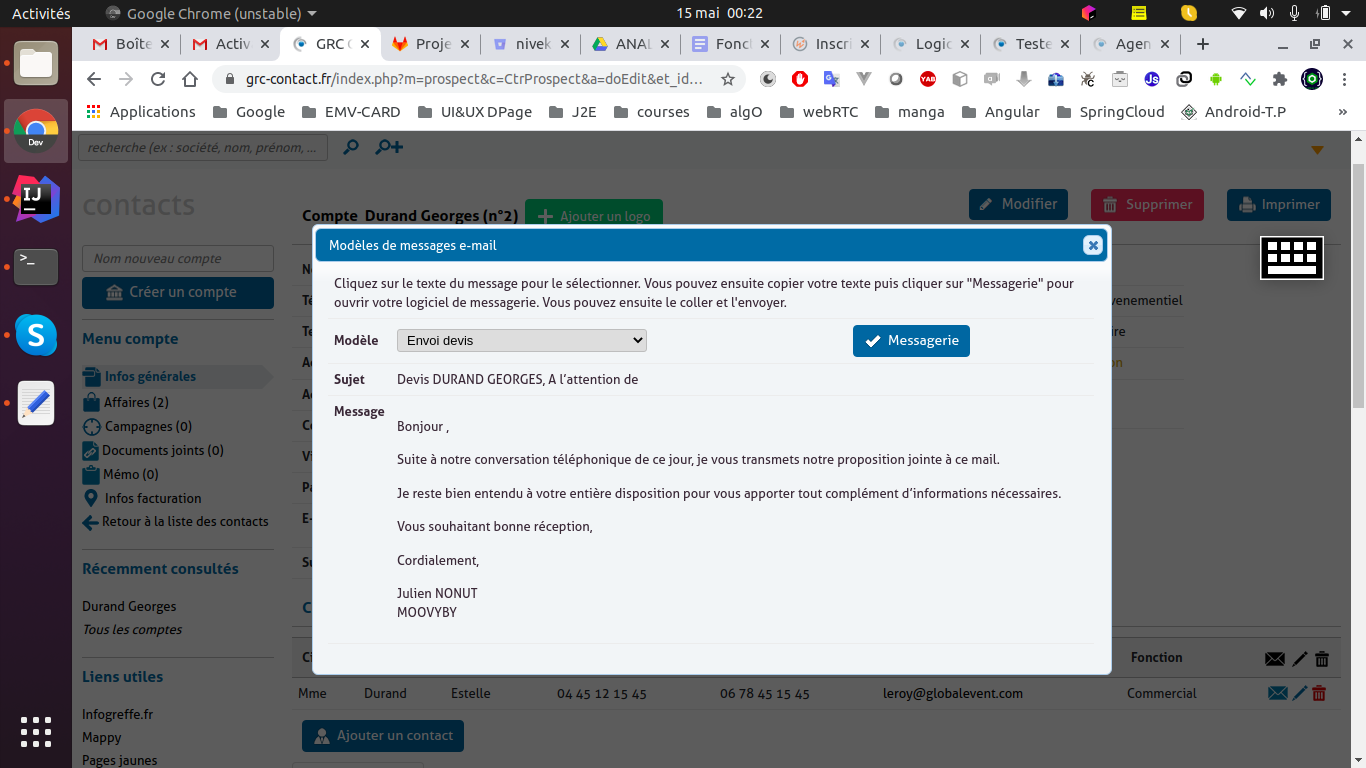 Activités
Google Chrome (unstable)
15 mai 00:22
Boîte
Activ
GRC C
Proje
nivek
ANAL
Fonct
Inscri
Logic
Teste
Agen
grc-contact.fr/index.php?m=prospect&c=CtrProspect&a=doEdit&et_id...
Applications
Google
EMV-CARD
UI&UX DPage
J2E
courses
algO
webRTC
manga
Angular
SpringCloud
Android-T.P
»
recherche (ex : société, nom, prénom, ...
contacts
Compte Durand Georges (n°2)
Ajouter un logo
Modifier
Supprimer
Imprimer
Nom nouveau compte
Créer un compte
Menu compte
Infos générales
Affaires (2)
Campagnes (0)
Documents joints (0)
Mémo (0)
Infos facturation
Retour à la liste des contacts
Récemment consultés
Durand Georges
Tous les comptes
Liens utiles
Infogreffe.fr
Mappy
Pages jaunes
Modèles de messages e-mail
Cliquez sur le texte du message pour le sélectionner. Vous pouvez ensuite copier votre texte puis cliquer sur "Messagerie" pour
ouvrir votre logiciel de messagerie. Vous pouvez ensuite le coller et l'envoyer.
Modèle
Envoi devis
Messagerie
Sujet
Devis DURAND GEORGES, A l’attention de
Message
Bonjour ,
Suite à notre conversation téléphonique de ce jour, je vous transmets notre proposition jointe à ce mail.
Je reste bien entendu à votre entière disposition pour vous apporter tout complément d’informations nécessaires.
Vous souhaitant bonne réception,
Cordialement,
Julien NONUT
MOOVYBY
venementiel
ire
Fonction
Mme
Durand
Estelle
04 45 12 15 45
06 78 45 15 45
leroy@globalevent.com
Commercial
Ajouter un contact
Dev